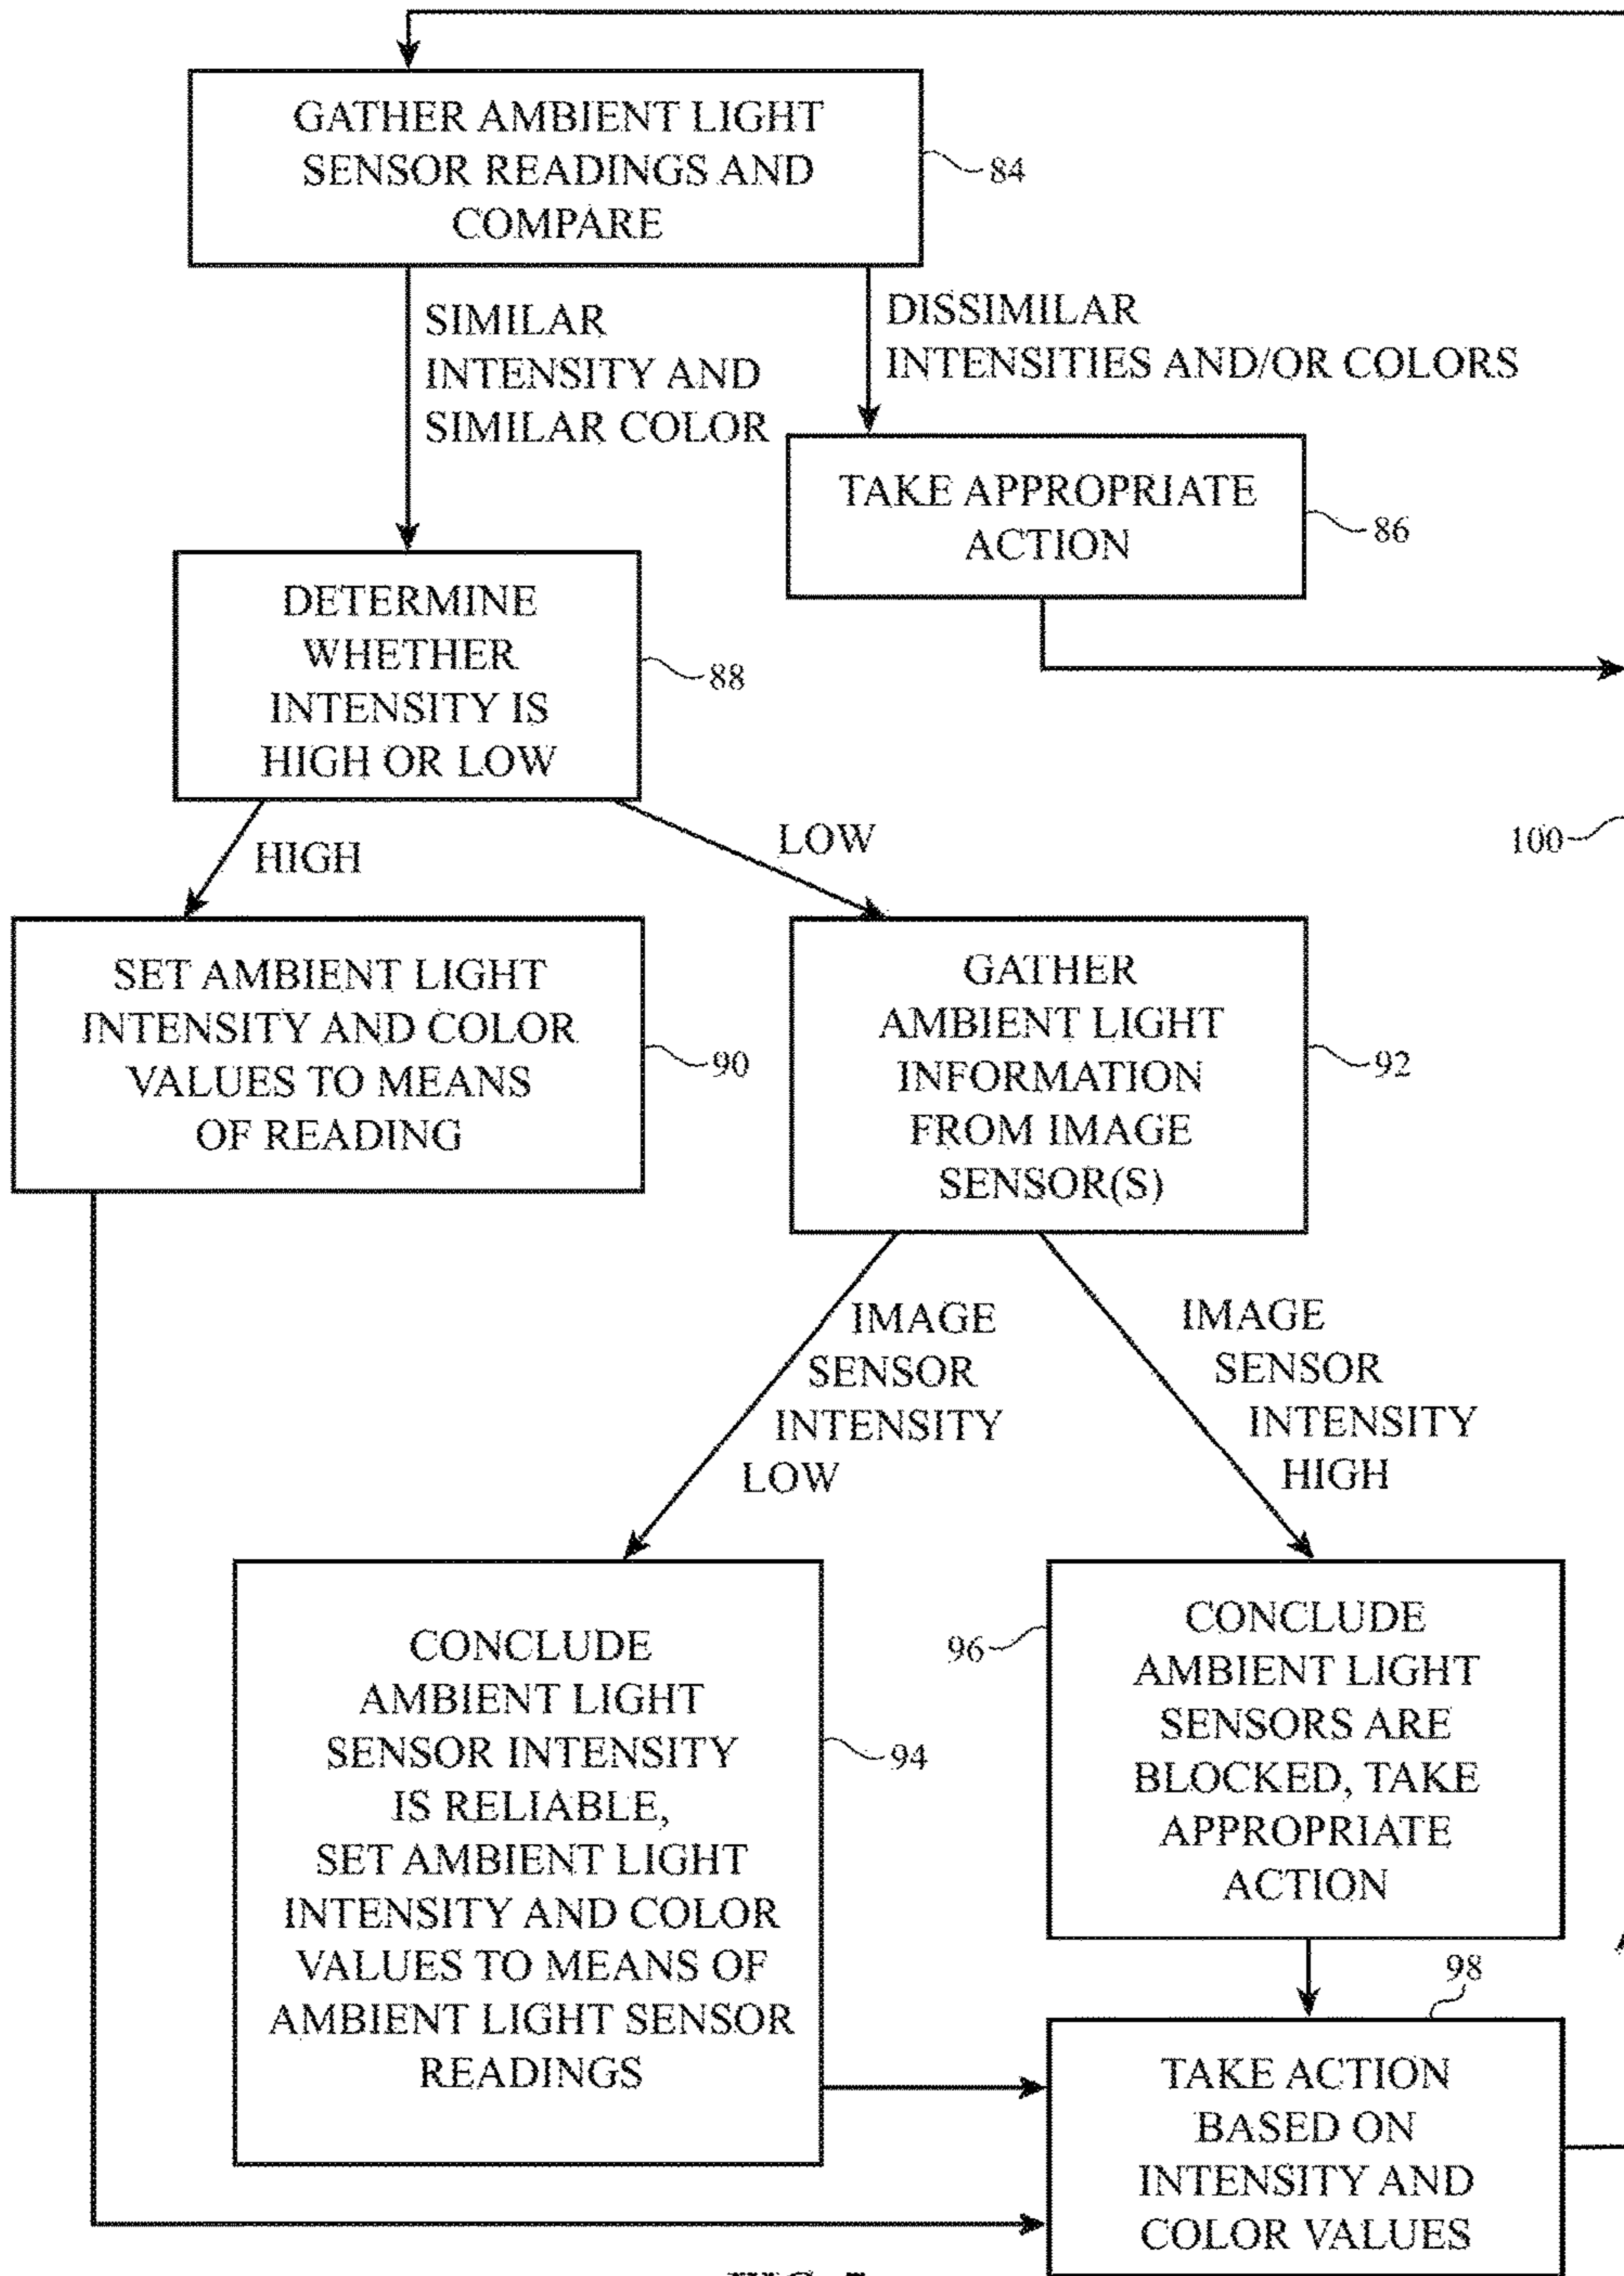 GATHER AMBIENT LIGHT
SENSOR READINGS AND
COMPARE
84
SIMILAR
INTENSITY AND
SIMILAR COLOR
DISSIMILAR
INTENSITIES AND/OR COLORS
TAKE APPROPRIATE
ACTION
86
DETERMINE
WHETHER
INTENSITY IS
HIGH OR LOW
88
HIGH
LOW
100
SET AMBIENT LIGHT
INTENSITY AND COLOR
VALUES TO MEANS
OF READING
90
GATHER
AMBIENT LIGHT
INFORMATION
FROM IMAGE
SENSOR(S)
92
IMAGE
SENSOR
INTENSITY
LOW
IMAGE
SENSOR
INTENSITY
HIGH
CONCLUDE
AMBIENT LIGHT
SENSOR INTENSITY
IS RELIABLE,
SET AMBIENT LIGHT
INTENSITY AND COLOR
VALUES TO MEANS OF
AMBIENT LIGHT SENSOR
READINGS
94
96
CONCLUDE
AMBIENT LIGHT
SENSORS ARE
BLOCKED, TAKE
APPROPRIATE
ACTION
98
TAKE ACTION
BASED ON
INTENSITY AND
COLOR VALUES